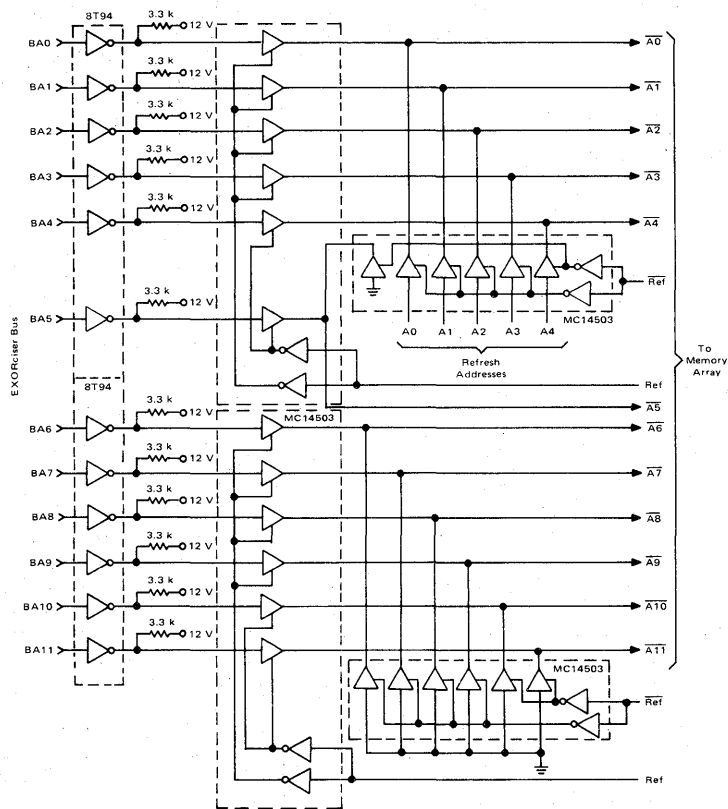 8T94
3.3 k
12 V
BA0
A0
3.3 k
12 V
BA1
A1
3.3 k
12 V
BA2
A2
3.3 k
12 V
BA3
A3
3.3 k
12 V
BA4
A4
Ref
3.3 k
12 V
BA5
MC14503
A0 A1 A2 A3 A4
Refresh
Addresses
EXORciser Bus
To
Memory
Array
8T94
Ref
A5
3.3 k
12 V
MC14503
BA6
A6
3.3 k
12 V
BA7
A7
3.3 k
12 V
BA8
A8
3.3 k
12 V
BA9
A9
3.3 k
12 V
BA10
A10
3.3 k
12 V
BA11
A11
MC14503
Ref
Ref